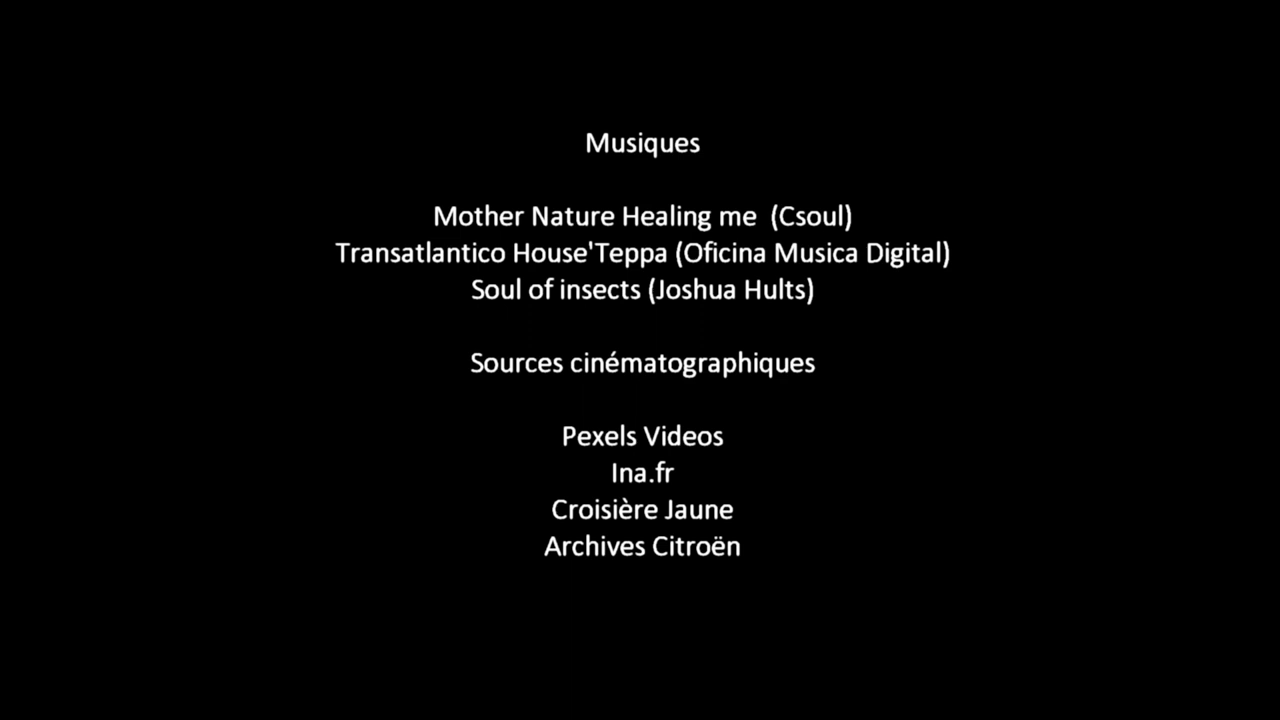 Musiques
Mother Nature Healing me  (Csoul)
Transatlantico House'Teppa (Oficina Musica Digital)
Soul of insects (Joshua Hults)
Sources cinématographiques
Pexels Videos
Ina.fr
Croisière Jaune
Archives Citroën